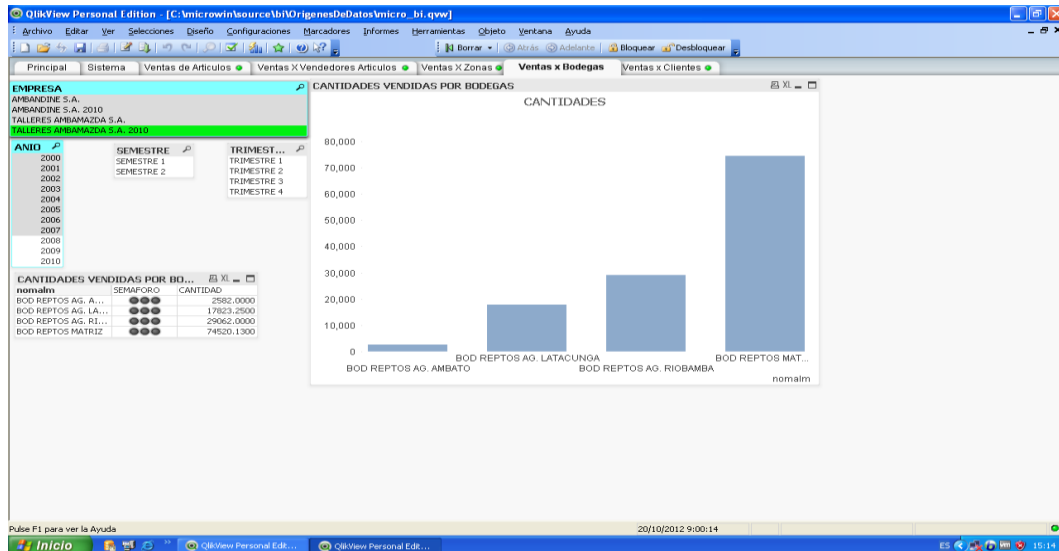 QlikView Personal Edition - [C:\microwin\source\bi\OrigenesDeDatos\micro_bi.qvw]
Archivo Editar Ver Selecciones Diseño Configuraciones Marcadores Informes Herramientas Objeto Ventana Ayuda
Borrar Atrás Adelante Bloquear Desbloquear
Principal Sistema Ventas de Articulos Ventas X Vendedores Articulos Ventas X Zonas Ventas x Bodegas Ventas x Clientes
EMPRESA
AMBANDINE S.A.
AMBANDINE S.A. 2010
TALLERES AMBAMAZDA S.A.
TALLERES AMBAMAZDA S.A. 2010
ANIO
2000
2001
2002
2003
2004
2005
2006
2007
2008
2009
2010
SEMESTRE
SEMESTRE 1
SEMESTRE 2
TRIMEST...
TRIMESTRE 1
TRIMESTRE 2
TRIMESTRE 3
TRIMESTRE 4
CANTIDADES VENDIDAS POR BO... XL
nomalm SEMAFORO CANTIDAD
BOD REPTOS AG. A... 2582.0000
BOD REPTOS AG. LA... 17823.2500
BOD REPTOS AG. RI... 29062.0000
BOD REPTOS MATRIZ 74520.1300
CANTIDADES VENDIDAS POR BODEGAS XL
CANTIDADES
80,000
70,000
60,000
50,000
40,000
30,000
20,000
10,000
0
BOD REPTOS AG. LATACUNGA BOD REPTOS MAT...
BOD REPTOS AG. AMBATO BOD REPTOS AG. RIOBAMBA
nomalm
Pulse F1 para ver la Ayuda 20/10/2012 9:00:14
Inicio QlikView Personal Edit... QlikView Personal Edit... ES 15:14